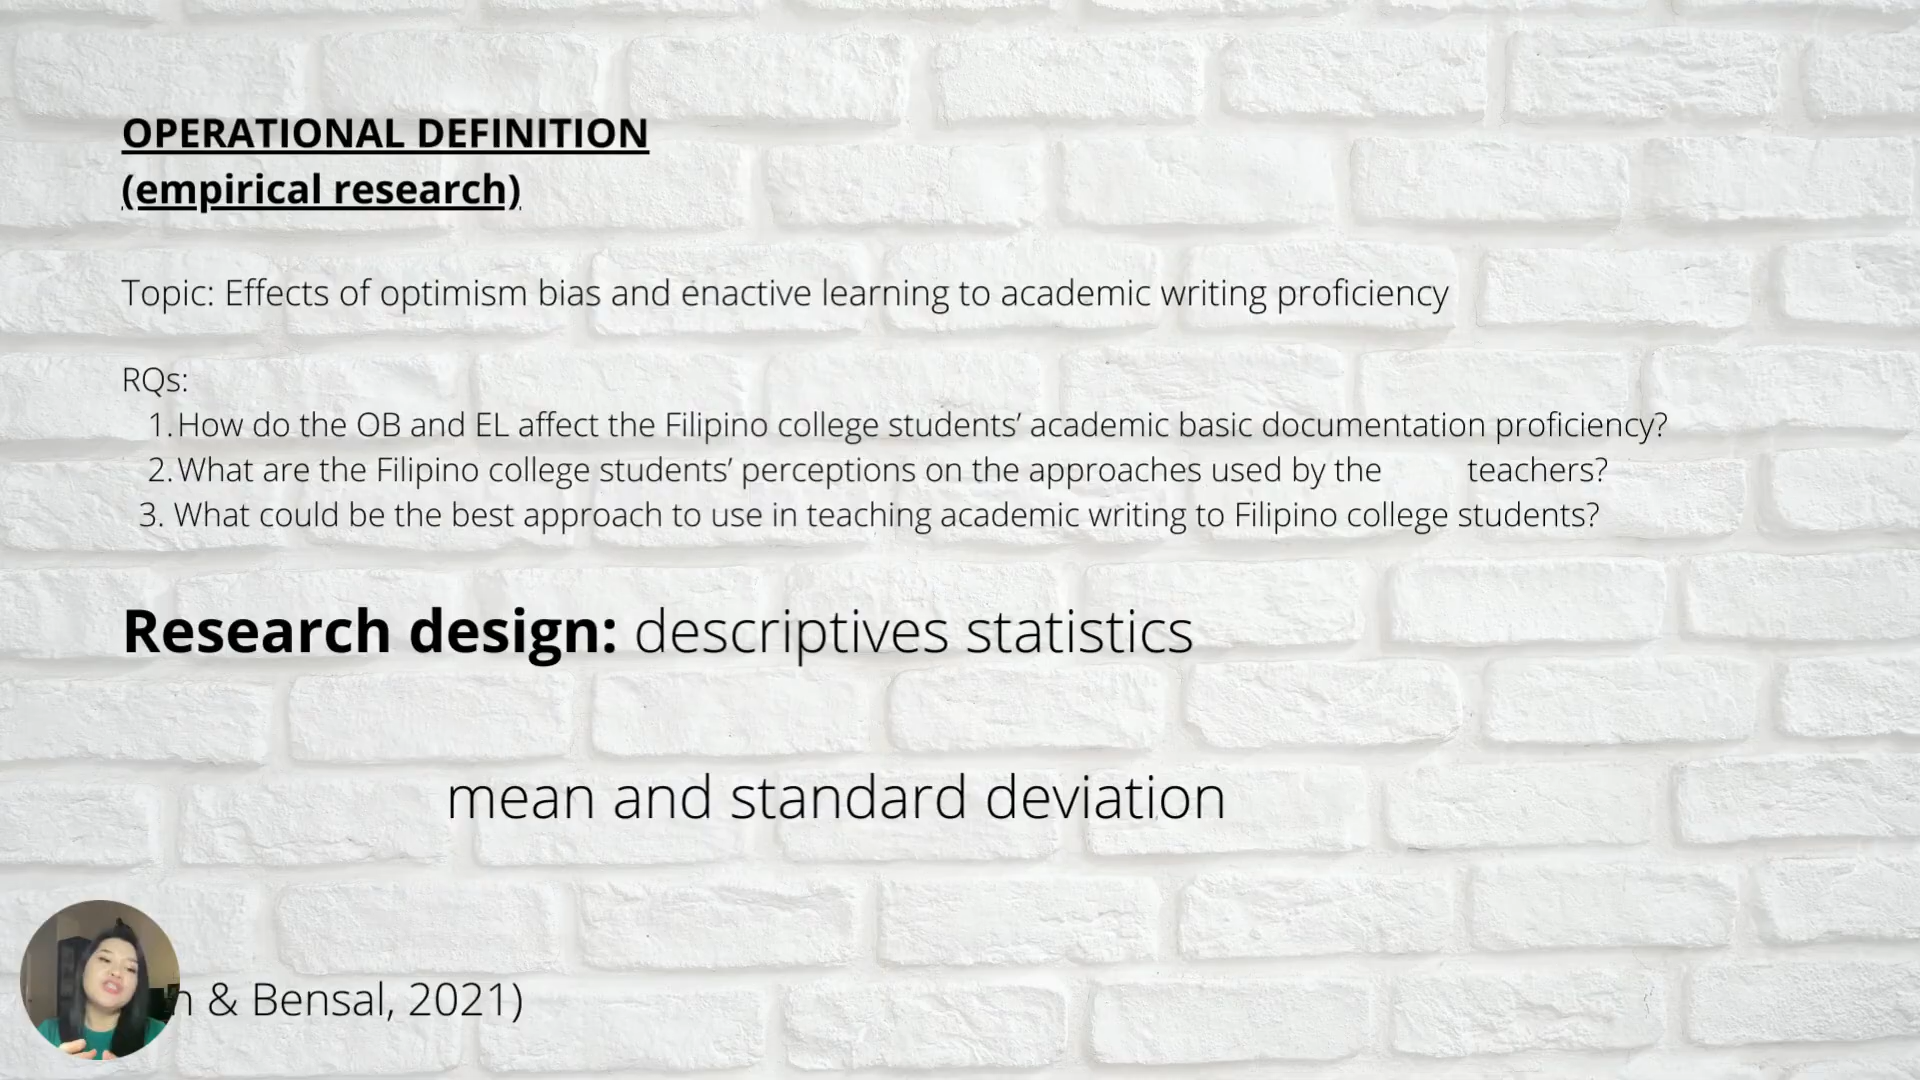 OPERATIONAL DEFINITION
(empirical research)
Topic: Effects of optimism bias and enactive learning to academic writing proficiency
RQs:
1. How do the OB and EL affect the Filipino college students’ academic basic documentation proficiency?
2. What are the Filipino college students’ perceptions on the approaches used by the teachers?
3. What could be the best approach to use in teaching academic writing to Filipino college students?
Research design: descriptives statistics
mean and standard deviation
& Bensal, 2021)